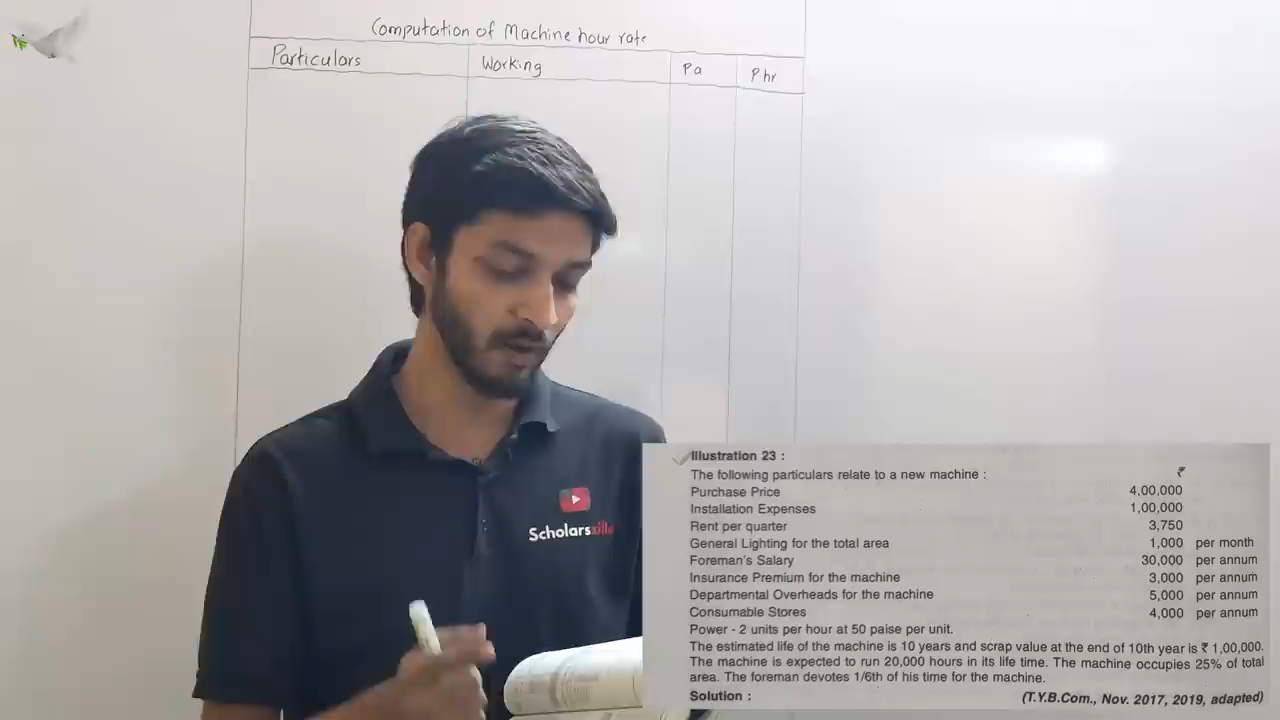 Computation of Machine hour rate
Particulars Working Pa Phr
Scholarszilla
Illustration 23 :
The following particulars relate to a new machine : ₹
Purchase Price 4,00,000
Installation Expenses 1,00,000
Rent per quarter 3,750
General Lighting for the total area 1,000 per month
Foreman's Salary 30,000 per annum
Insurance Premium for the machine 3,000 per annum
Departmental Overheads for the machine 5,000 per annum
Consumable Stores 4,000 per annum
Power - 2 units per hour at 50 paise per unit.
The estimated life of the machine is 10 years and scrap value at the end of 10th year is ₹ 1,00,000.
The machine is expected to run 20,000 hours in its life time. The machine occupies 25% of total
area. The foreman devotes 1/6th of his time for the machine.
Solution : (T.Y.B.Com., Nov. 2017, 2019, adapted)